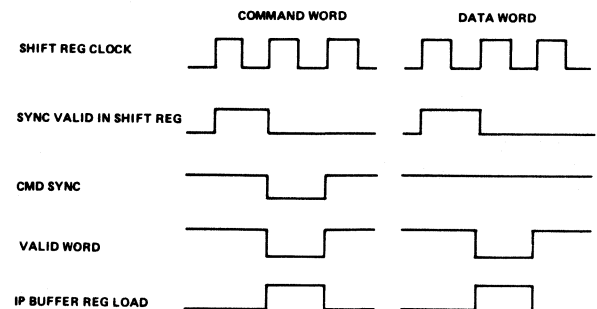 COMMAND WORD
DATA WORD
SHIFT REG CLOCK
SYNC VALID IN SHIFT REG
CMD SYNC
VALID WORD
IP BUFFER REG LOAD